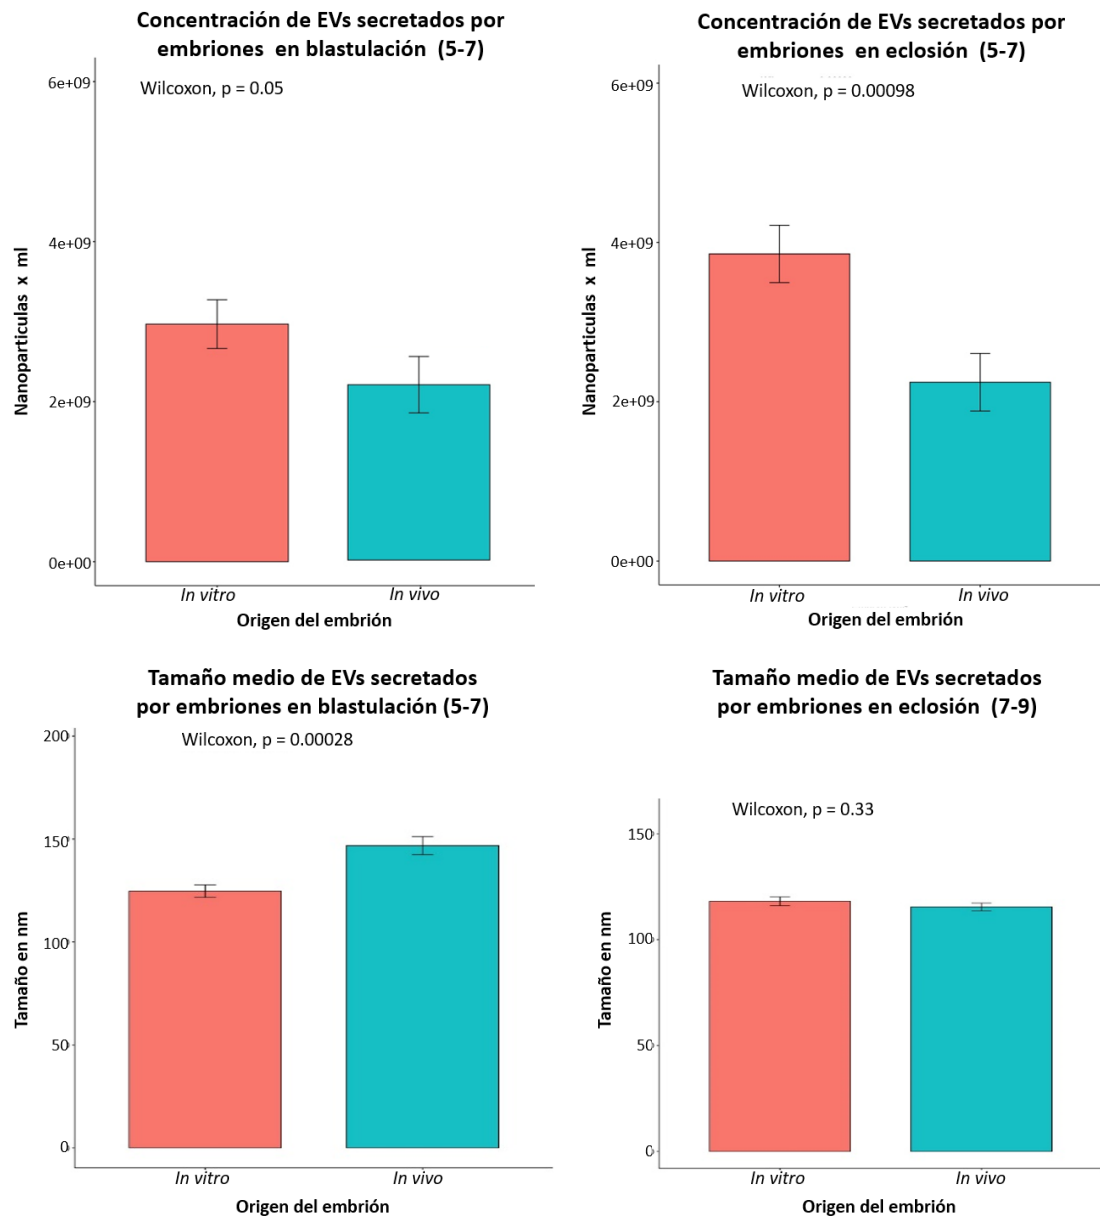 Concentración de EVs secretados por
embriones en blastulación (5-7)
Wilcoxon, p = 0.05
6e+09
4e+09
2e+09
0e+00
Nanoparticulas x ml
In vitro
In vivo
Origen del embrión
Concentración de EVs secretados por
embriones en eclosión (5-7)
Wilcoxon, p = 0.00098
6e+09
4e+09
2e+09
0e+00
Nanoparticulas x ml
In vitro
In vivo
Origen del embrión
Tamaño medio de EVs secretados
por embriones en blastulación (5-7)
Wilcoxon, p = 0.00028
200
150
100
50
0
Tamaño en nm
In vitro
In vivo
Origen del embrión
Tamaño medio de EVs secretados
por embriones en eclosión (7-9)
Wilcoxon, p = 0.33
150
100
50
0
Tamaño en nm
In vitro
In vivo
Origen del embrión